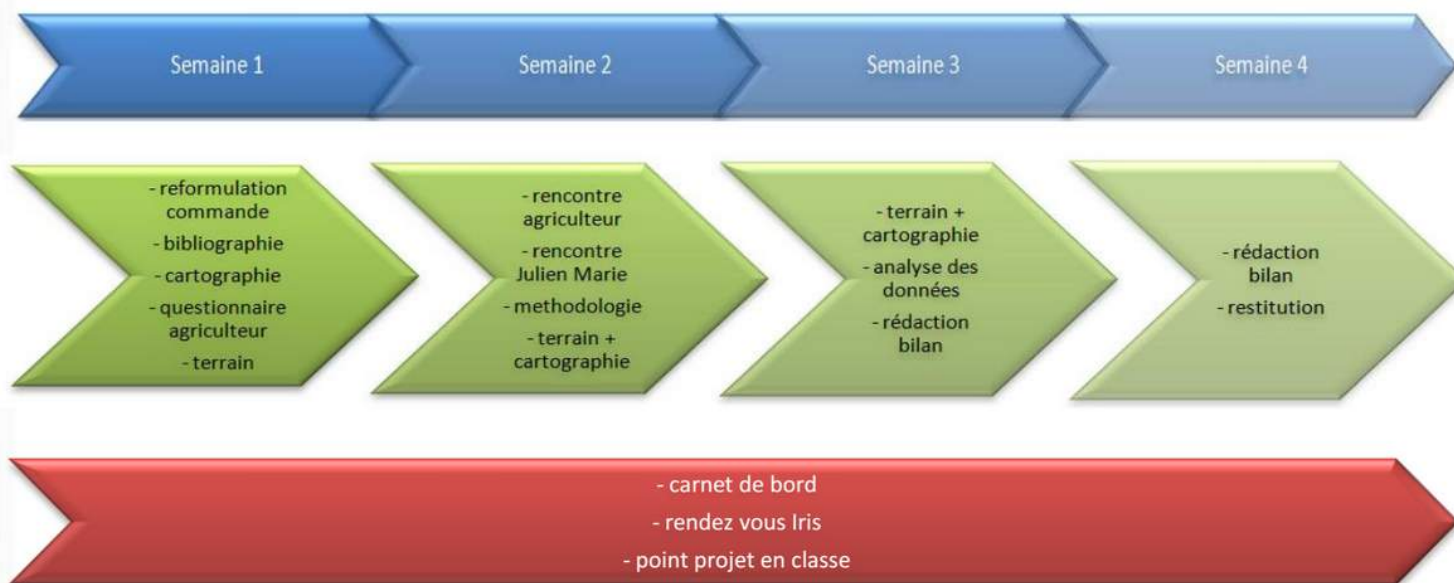 Semaine 1
Semaine 2
Semaine 3
Semaine 4
- reformulation
commande
- bibliographie
- cartographie
- questionnaire
agriculteur
- terrain
- rencontre
agriculteur
- rencontre
Julien Marie
- methodologie
- terrain +
cartographie
- terrain +
cartographie
- analyse des
données
- rédaction
bilan
- rédaction
bilan
- restitution
- carnet de bord
- rendez vous Iris
- point projet en classe